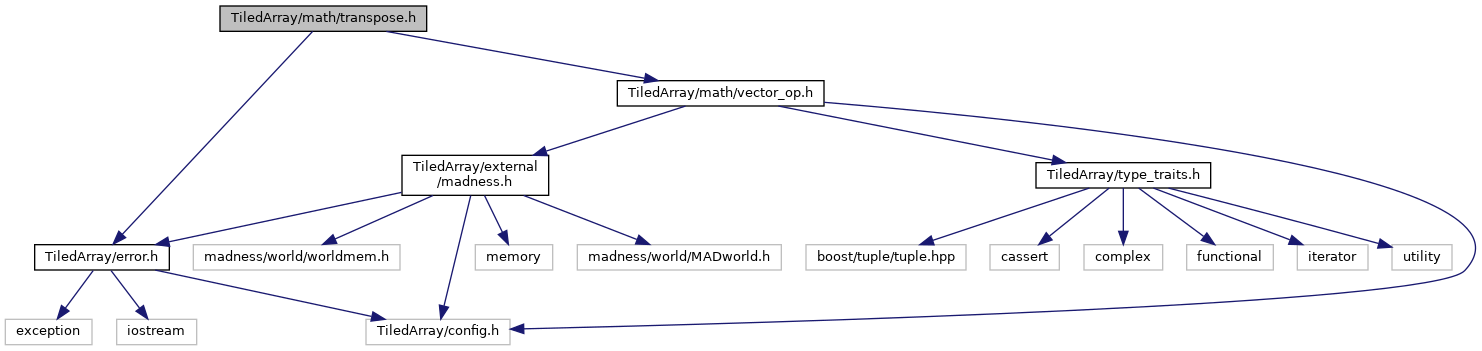 TiledArray/math/transpose.h
TiledArray/math/vector_op.h
TiledArray/external
/madness.h
TiledArray/type_traits.h
TiledArray/error.h
madness/world/worldmem.h
memory
madness/world/MADworld.h
boost/tuple/tuple.hpp
cassert
complex
functional
iterator
utility
exception
iostream
TiledArray/config.h